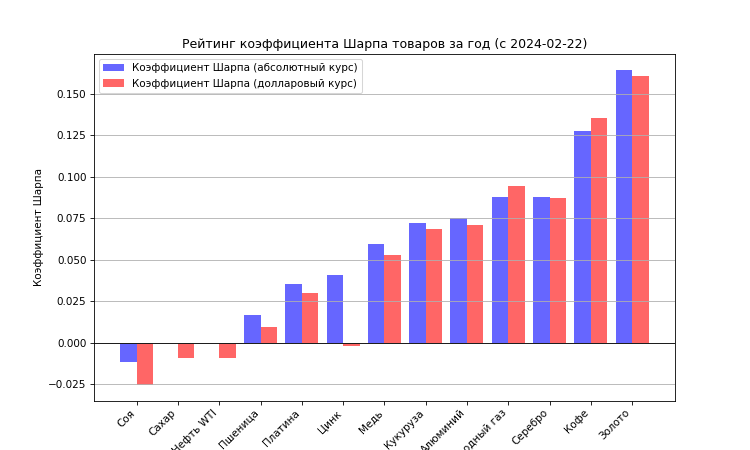 Рейтинг коэффициента Шарпа товаров за год (с 2024-02-22)
Коэффициент Шарпа (абсолютный курс)
Коэффициент Шарпа (долларовый курс)
Коэффициент Шарпа
0.150
0.125
0.100
0.075
0.050
0.025
0.000
−0.025
Соя
Сахар
Нефть WTI
Пшеница
Платина
Цинк
Медь
Кукуруза
Алюминий
газ
Серебро
Кофе
Золото